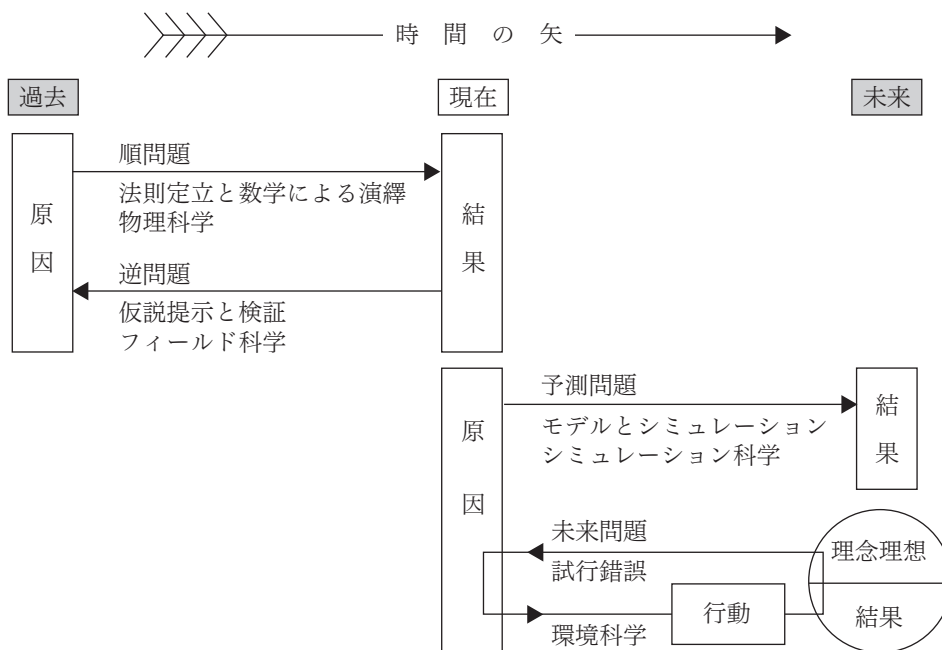 時間の矢
過去
現在
未来
原因
順問題
法則定立と数学による演繹
物理科学
結果
逆問題
仮説提示と検証
フィールド科学
原因
予測問題
モデルとシミュレーション
シミュレーション科学
結果
未来問題
試行錯誤
環境科学
行動
理念理想
結果